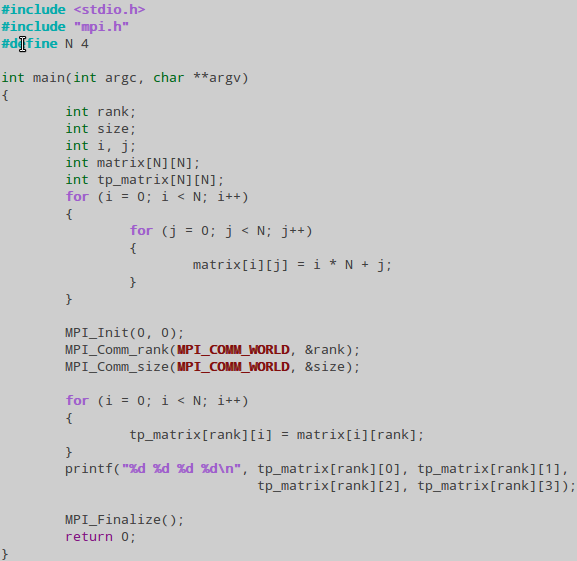 #include <stdio.h>
#include "mpi.h"
#define N 4
int main(int argc, char **argv)
{
        int rank;
        int size;
        int i, j;
        int matrix[N][N];
        int tp_matrix[N][N];
        for (i = 0; i < N; i++)
        {
                for (j = 0; j < N; j++)
                {
                        matrix[i][j] = i * N + j;
                }
        }
        MPI_Init(0, 0);
        MPI_Comm_rank(MPI_COMM_WORLD, &rank);
        MPI_Comm_size(MPI_COMM_WORLD, &size);
        for (i = 0; i < N; i++)
        {
                tp_matrix[rank][i] = matrix[i][rank];
        }
        printf("%d %d %d %d\n", tp_matrix[rank][0], tp_matrix[rank][1],
                                tp_matrix[rank][2], tp_matrix[rank][3]);
        MPI_Finalize();
        return 0;
}